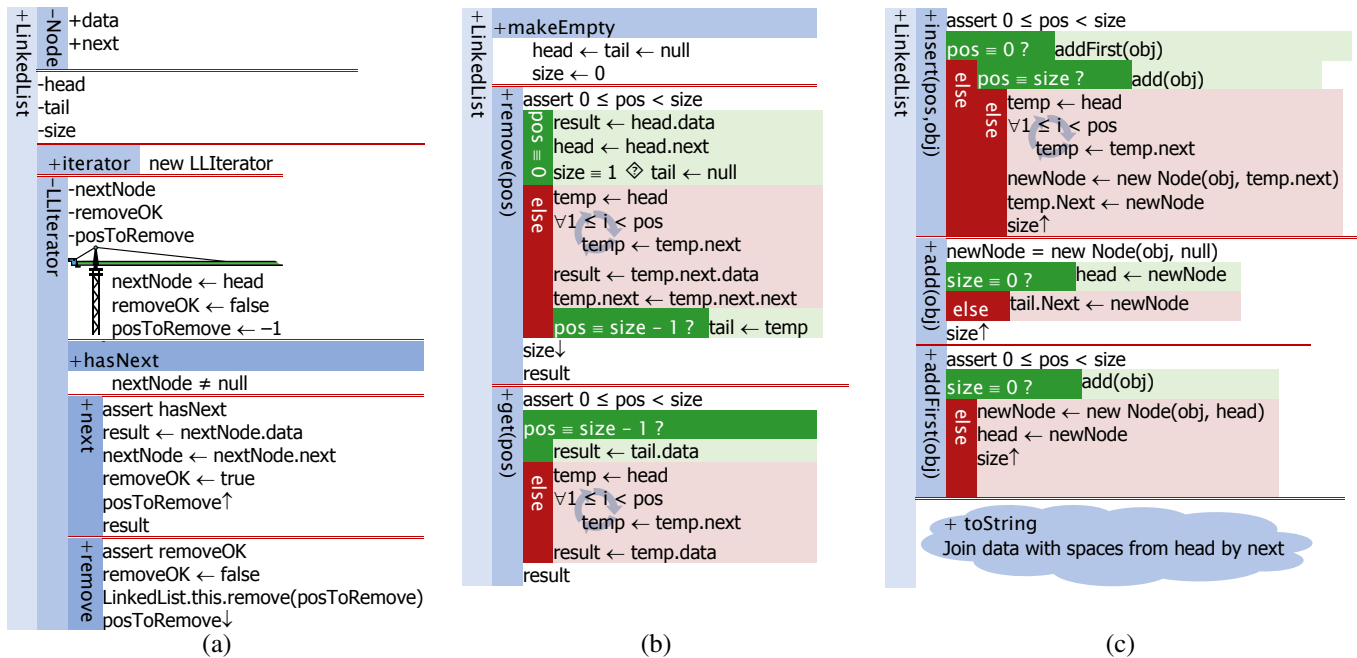 +LinkedList
-Node
+data
+next
-head
-tail
-size
+iterator new LLIterator
-LLIterator
-nextNode
-removeOK
-posToRemove
nextNode ← head
removeOK ← false
posToRemove ← –1
+hasNext
nextNode ≠ null
+next
assert hasNext
result ← nextNode.data
nextNode ← nextNode.next
removeOK ← true
posToRemove↑
result
+remove
assert removeOK
removeOK ← false
LinkedList.this.remove(posToRemove)
posToRemove↓
(a)
+LinkedList
+makeEmpty
head ← tail ← null
size ← 0
+remove(pos)
assert 0 ≤ pos < size
pos ≡ 0
result ← head.data
head ← head.next
size ≡ 1 ? tail ← null
else
temp ← head
∀1 ≤ i < pos
temp ← temp.next
result ← temp.next.data
temp.next ← temp.next.next
pos ≡ size – 1 ? tail ← temp
size↓
result
+get(pos)
assert 0 ≤ pos < size
pos ≡ size – 1 ?
result ← tail.data
else
temp ← head
∀1 ≤ i < pos
temp ← temp.next
result ← temp.data
result
(b)
+LinkedList
+insert(pos,obj)
assert 0 ≤ pos < size
pos ≡ 0 ? addFirst(obj)
else
pos ≡ size ? add(obj)
else
temp ← head
∀1 ≤ i < pos
temp ← temp.next
newNode ← new Node(obj, temp.next)
temp.Next ← newNode
size↑
+add(obj)
newNode = new Node(obj, null)
size ≡ 0 ? head ← newNode
else tail.Next ← newNode
size↑
+addFirst(obj)
assert 0 ≤ pos < size
size ≡ 0 ? add(obj)
else
newNode ← new Node(obj, head)
head ← newNode
size↑
+ toString
Join data with spaces from head by next
(c)